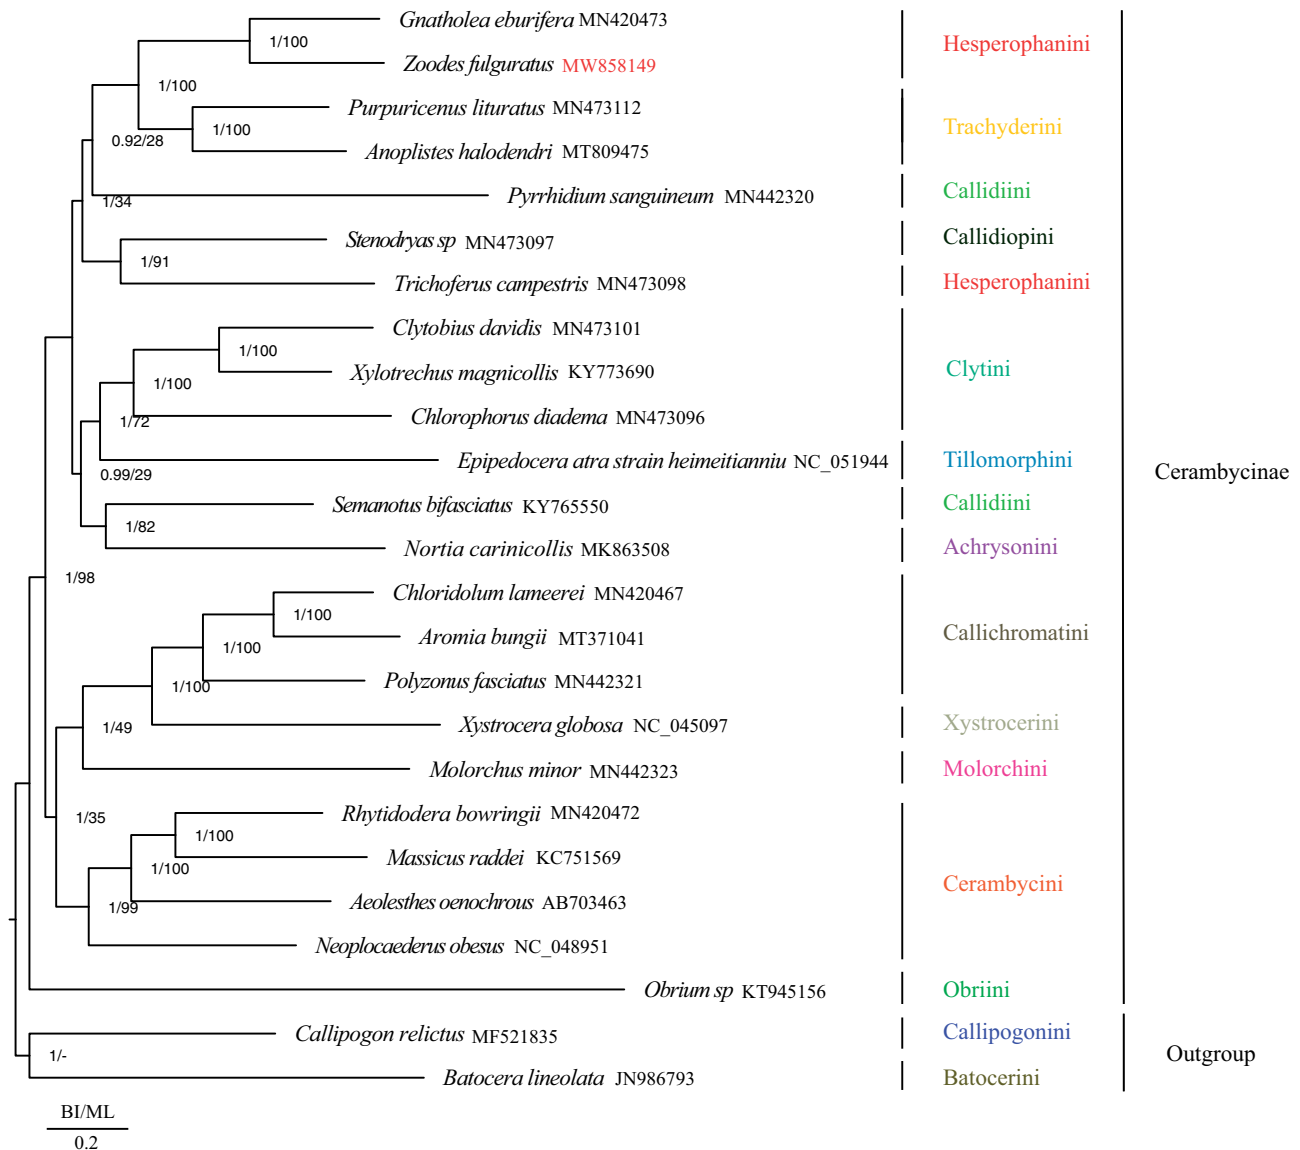 Gnatholea eburifera MN420473
1/100
Hesperophanini
Zoodes fulguratus MW858149
1/100
Purpuricenus lituratus MN473112
1/100
Trachyderini
0.92/28
Anoplistes halodendri MT809475
Pyrrhidium sanguineum MN442320
Callidiini
1/34
Stenodryas sp MN473097
Callidiopini
1/91
Trichoferus campestris MN473098
Hesperophanini
Clytobius davidis MN473101
1/100
Xylotrechus magnicollis KY773690
Clytini
1/100
Chlorophorus diadema MN473096
1/72
Epipedocera atra strain heimeitianniu NC_051944
Tillomorphini
Cerambycinae
0.99/29
Semanotus bifasciatus KY765550
Callidiini
1/82
Nortia carinicollis MK863508
Achrysonini
1/98
Chloridolum lameerei MN420467
1/100
Aromia bungii MT371041
Callichromatini
1/100
Polyzonus fasciatus MN442321
1/100
Xystrocera globosa NC_045097
Xystrocerini
1/49
Molorchus minor MN442323
Molorchini
Rhytidodera bowringii MN420472
1/35
1/100
Massicus raddei KC751569
1/100
Cerambycini
Aeolesthes oenochrous AB703463
1/99
Neoplocaederus obesus NC_048951
Obrium sp KT945156
Obriini
Callipogon relictus MF521835
Callipogonini
1/-
Outgroup
Batocera lineolata JN986793
Batocerini
BI/ML
0.2